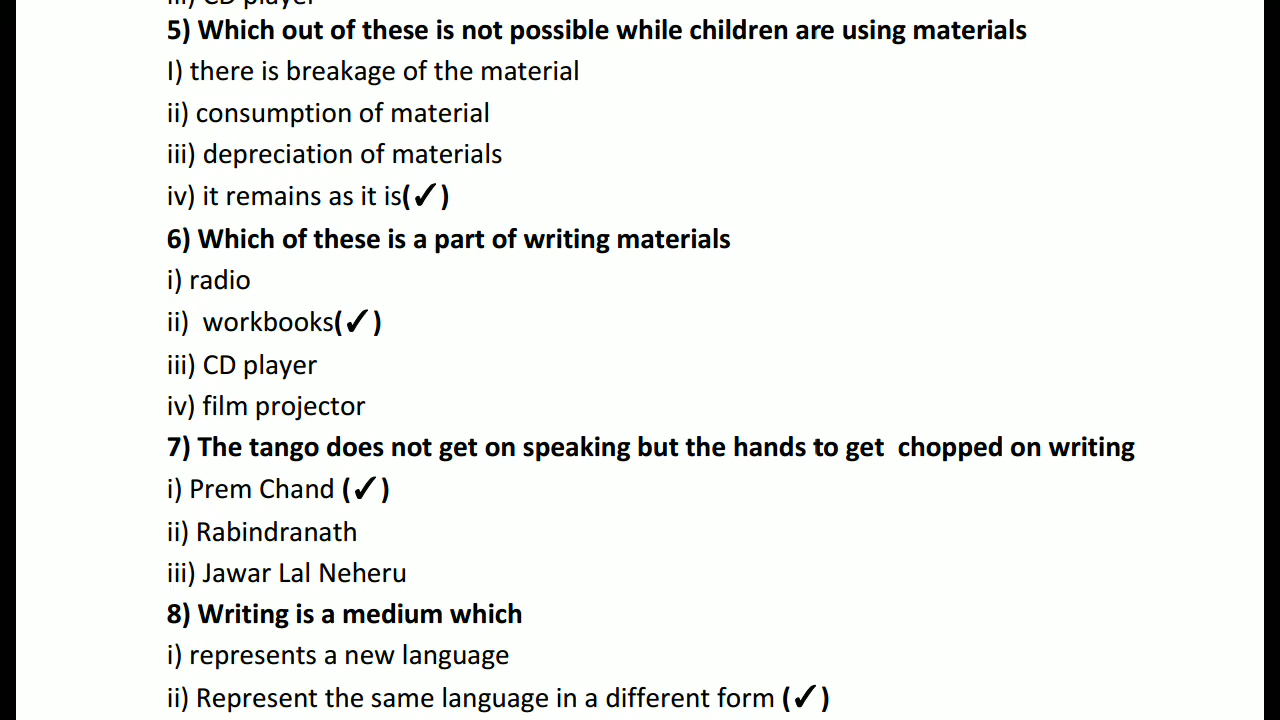 iii) CD player
5) Which out of these is not possible while children are using materials
I) there is breakage of the material
ii) consumption of material
iii) depreciation of materials
iv) it remains as it is(✓)
6) Which of these is a part of writing materials
i) radio
ii) workbooks(✓)
iii) CD player
iv) film projector
7) The tango does not get on speaking but the hands to get chopped on writing
i) Prem Chand (✓)
ii) Rabindranath
iii) Jawar Lal Neheru
8) Writing is a medium which
i) represents a new language
ii) Represent the same language in a different form (✓)